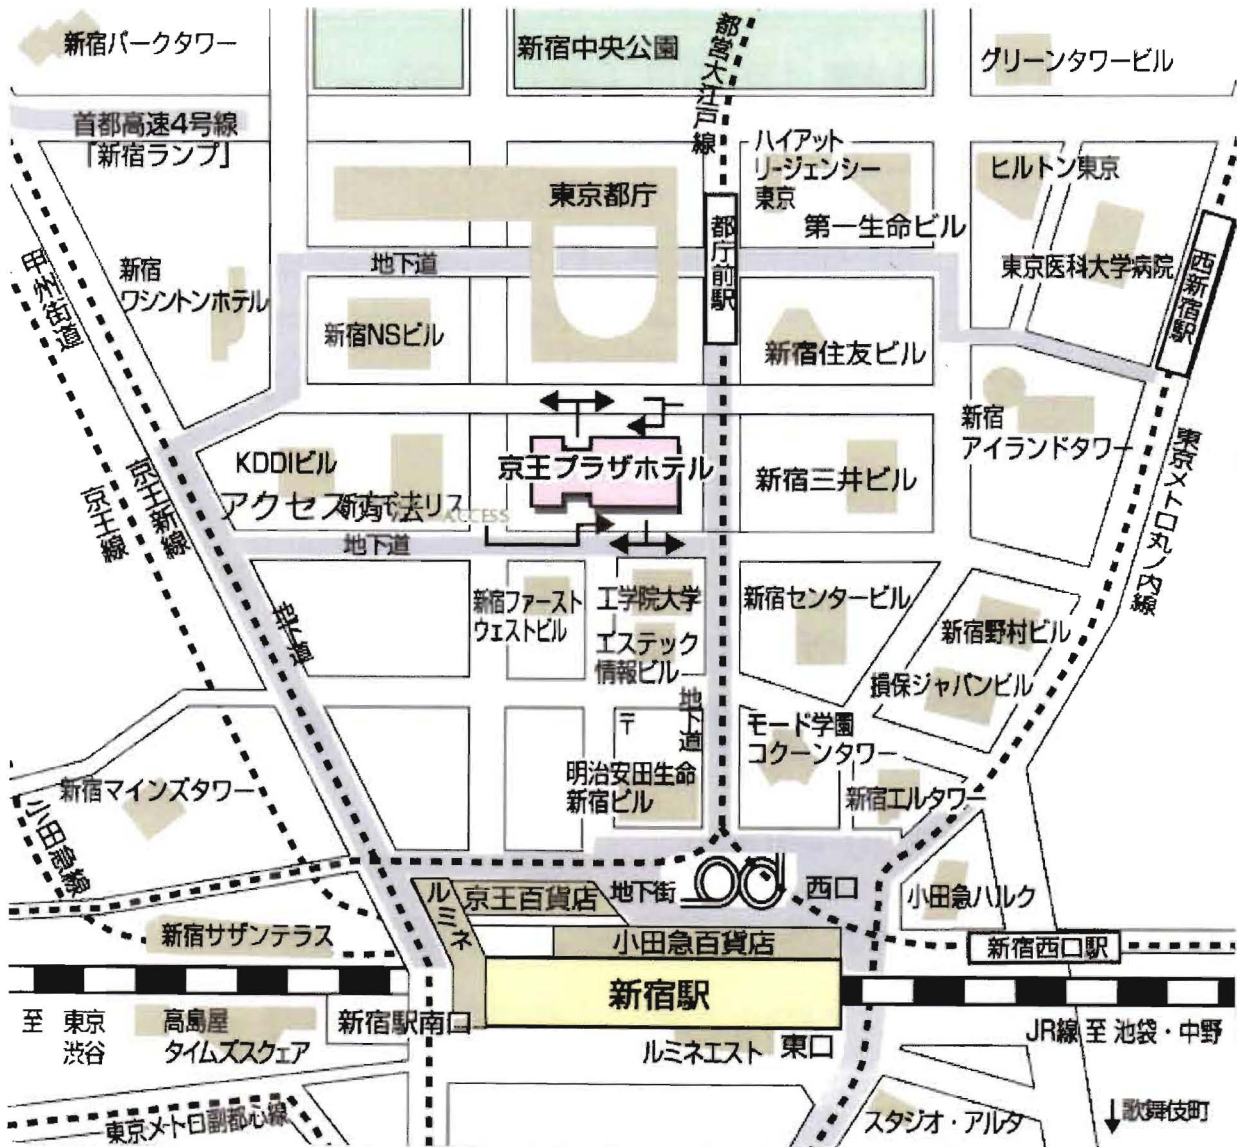 新宿パークタワー
新宿中央公園
都営大江戸線
グリーンタワービル
首都高速4号線
「新宿ランプ」
ハイアット
リージェンシー
東京
ヒルトン東京
東京都庁
第一生命ビル
都庁前駅
東京医科大学病院
西新宿駅
甲州街道
新宿
ワシントンホテル
地下道
新宿NSビル
新宿住友ビル
新宿
アイランドタワー
東京メトロ丸ノ内線
京王新線
京王線
KDDIビル
京王プラザホテル
新宿三井ビル
アクセス
ACCESS
地下道
地下道
新宿ファースト
ウェストビル
工学院大学
エステック
情報ビル
新宿センタービル
新宿野村ビル
損保ジャパンビル
地下道
〒
モード学園
コクーンタワー
明治安田生命
新宿ビル
新宿エルタワー
新宿マインズタワー
小田急線
ルミネ
京王百貨店
地下街
西口
小田急ハルク
新宿サザンテラス
小田急百貨店
新宿西口駅
新宿駅
至 東京
渋谷
高島屋
タイムズスクェア
新宿駅南口
ルミネエスト
東口
JR線 至 池袋・中野
東京メトロ副都心線
スタジオ・アルタ
↓歌舞伎町